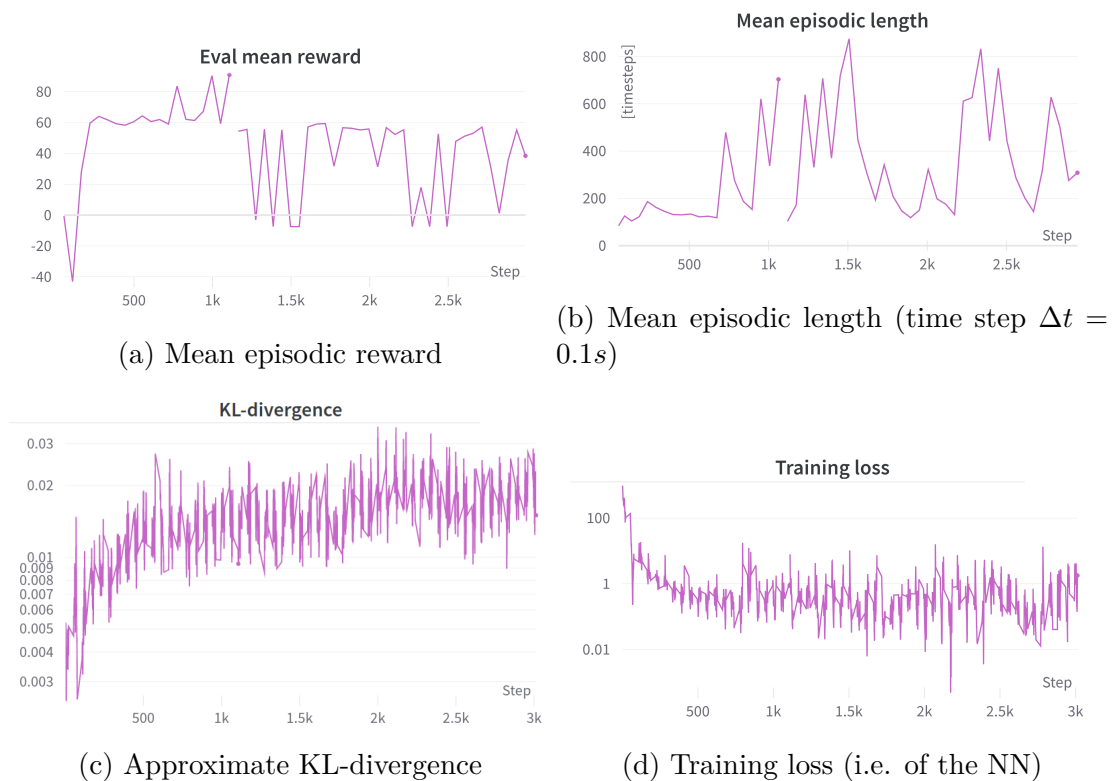 Eval mean reward
80
60
40
20
0
-20
-40
Step
500 1k 1.5k 2k 2.5k
(a) Mean episodic reward
Mean episodic length
[timesteps]
800
600
400
200
0
Step
500 1k 1.5k 2k 2.5k
(b) Mean episodic length (time step Δt =
0.1s)
KL-divergence
0.03
0.02
0.01
0.009
0.008
0.007
0.006
0.005
0.004
0.003
Step
500 1k 1.5k 2k 2.5k 3k
(c) Approximate KL-divergence
Training loss
100
1
0.01
Step
500 1k 1.5k 2k 2.5k 3k
(d) Training loss (i.e. of the NN)